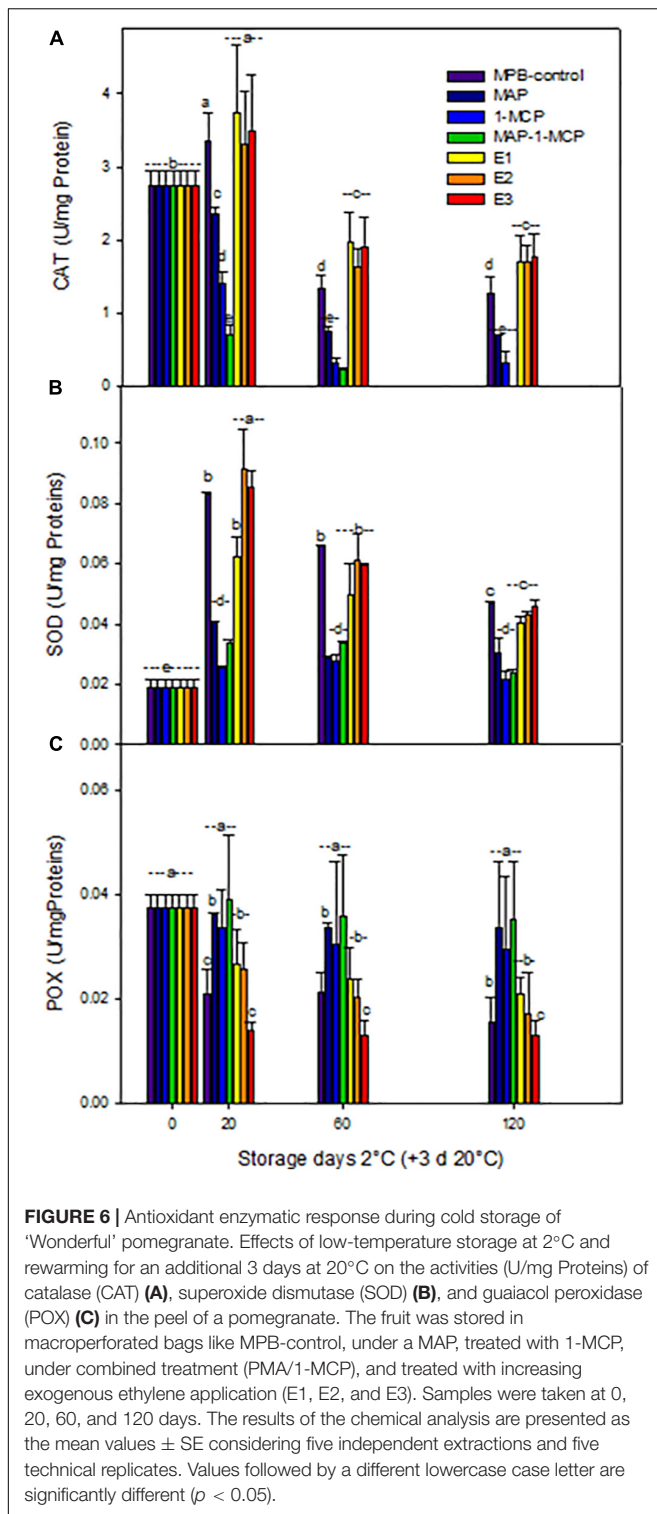 A
CAT (U/mg Protein)
4
3
2
1
0
----b----
a
c
d
e
---a--
d
-e-
--c--
d
--e---
--c--
MPB-control
MAP
1-MCP
MAP-1-MCP
E1
E2
E3
B
SOD (U/mg Proteins)
0.10
0.08
0.06
0.04
0.02
0.00
---- e-----
b
-d-
b
--a--
b
-d-
----b--
c
-d-
--c--
C
POX (U/mgProteins)
0.06
0.04
0.02
0.00
--- a----
c
b
--a--
-b-
c
b
--a--
-b-
c
b
--a--
--b-
c
0 20 60 120
Storage days 2°C (+3 d 20°C)
FIGURE 6 | Antioxidant enzymatic response during cold storage of
‘Wonderful’ pomegranate. Effects of low-temperature storage at 2°C and
rewarming for an additional 3 days at 20°C on the activities (U/mg Proteins) of
catalase (CAT) (A), superoxide dismutase (SOD) (B), and guaiacol peroxidase
(POX) (C) in the peel of a pomegranate. The fruit was stored in
macroperforated bags like MPB-control, under a MAP, treated with 1-MCP,
under combined treatment (PMA/1-MCP), and treated with increasing
exogenous ethylene application (E1, E2, and E3). Samples were taken at 0,
20, 60, and 120 days. The results of the chemical analysis are presented as
the mean values ± SE considering five independent extractions and five
technical replicates. Values followed by a different lowercase case letter are
significantly different (p < 0.05).